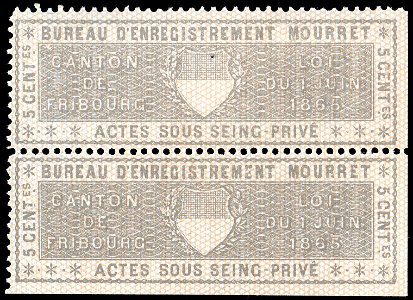 BUREAU D'ENREGISTREMENT MOURRET
5 CENTES
CANTON
DE
FRIBOURG
LOI
DU 1 JUIN
1865
5 CENTES
* * * ACTES SOUS SEING-PRIVÉ * * *
BUREAU D'ENREGISTREMENT MOURRET
5 CENTES
CANTON
DE
FRIBOURG
LOI
DU 1 JUIN
1865
5 CENTES
* * * ACTES SOUS SEING-PRIVÉ * * *